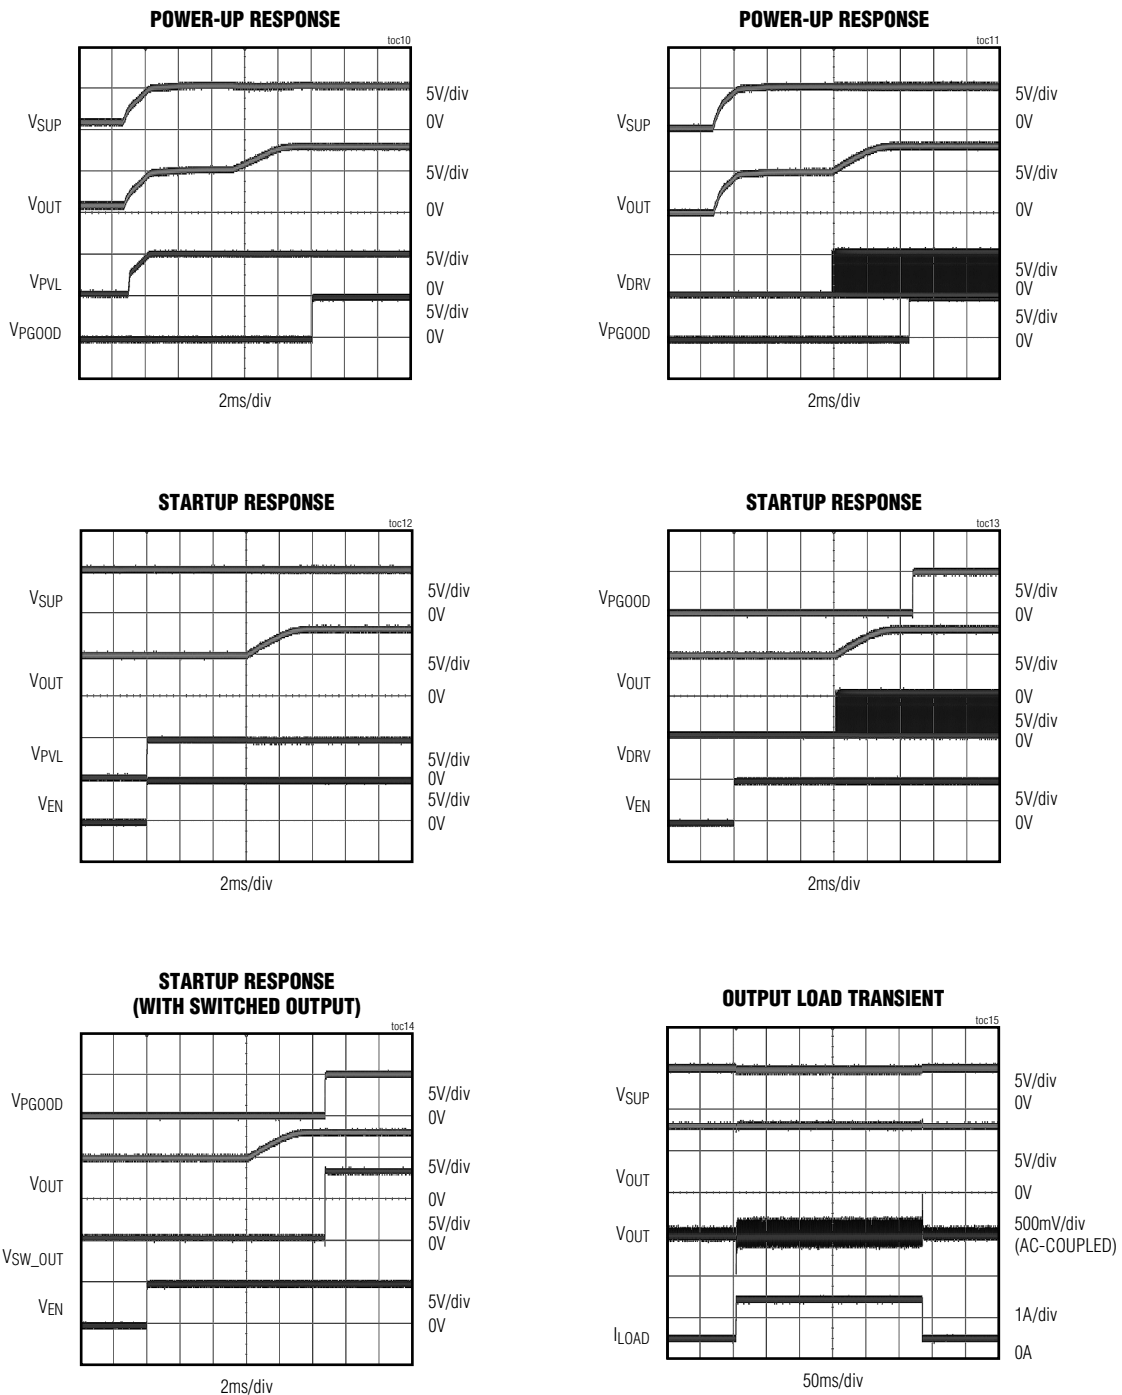 POWER-UP RESPONSE
toc10
VSUP
5V/div
0V
VOUT
5V/div
0V
VPVL
5V/div
0V
VPGOOD
5V/div
0V
2ms/div
POWER-UP RESPONSE
toc11
VSUP
5V/div
0V
VOUT
5V/div
0V
VDRV
5V/div
0V
VPGOOD
5V/div
0V
2ms/div
STARTUP RESPONSE
toc12
VSUP
5V/div
0V
VOUT
5V/div
0V
VPVL
5V/div
0V
VEN
5V/div
0V
2ms/div
STARTUP RESPONSE
toc13
VPGOOD
5V/div
0V
VOUT
5V/div
0V
VDRV
5V/div
0V
VEN
5V/div
0V
2ms/div
STARTUP RESPONSE
(WITH SWITCHED OUTPUT)
toc14
VPGOOD
5V/div
0V
VOUT
5V/div
0V
VSW_OUT
5V/div
0V
VEN
5V/div
0V
2ms/div
OUTPUT LOAD TRANSIENT
toc15
VSUP
5V/div
0V
VOUT
5V/div
0V
VOUT
500mV/div
(AC-COUPLED)
ILOAD
1A/div
0A
50ms/div